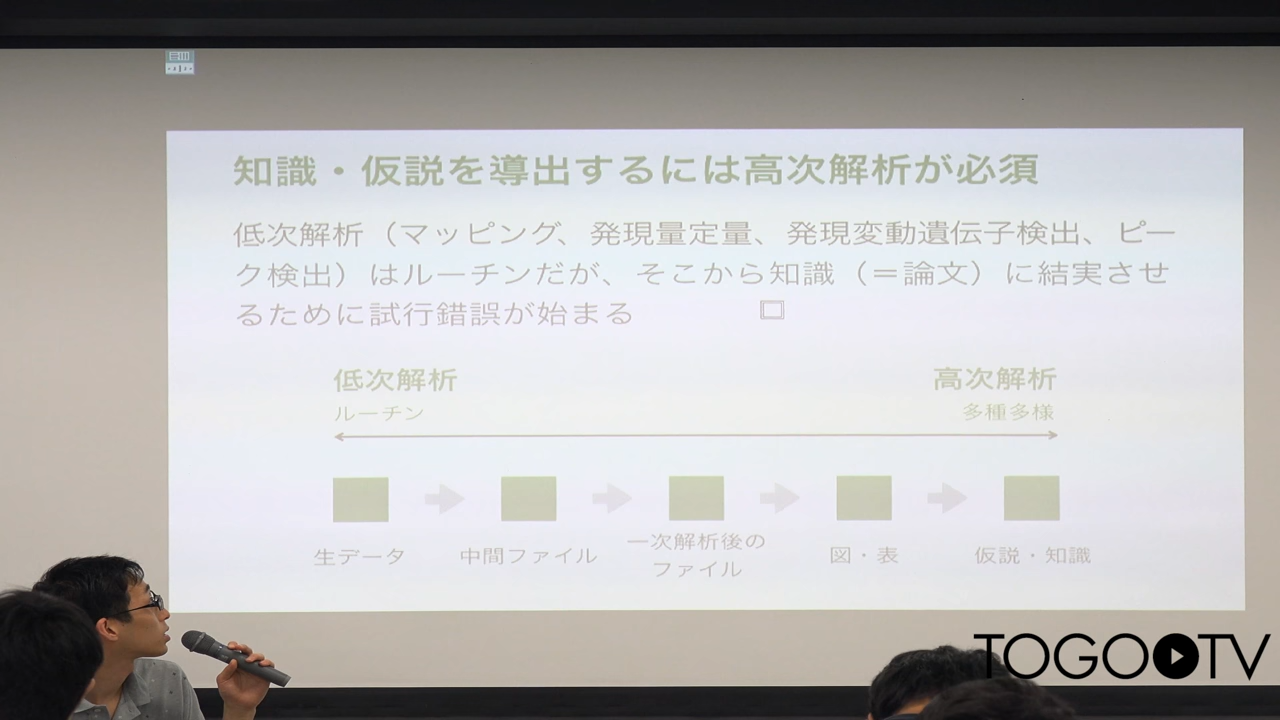 知識・仮説を導出するには高次解析が必須
低次解析（マッピング、発現量定量、発現変動遺伝子検出、ピー
ク検出）はルーチンだが、そこから知識（＝論文）に結実させ
るために試行錯誤が始まる
低次解析
高次解析
ルーチン
多種多様
生データ
中間ファイル
一次解析後の
ファイル
図・表
仮説・知識
TOGOTV